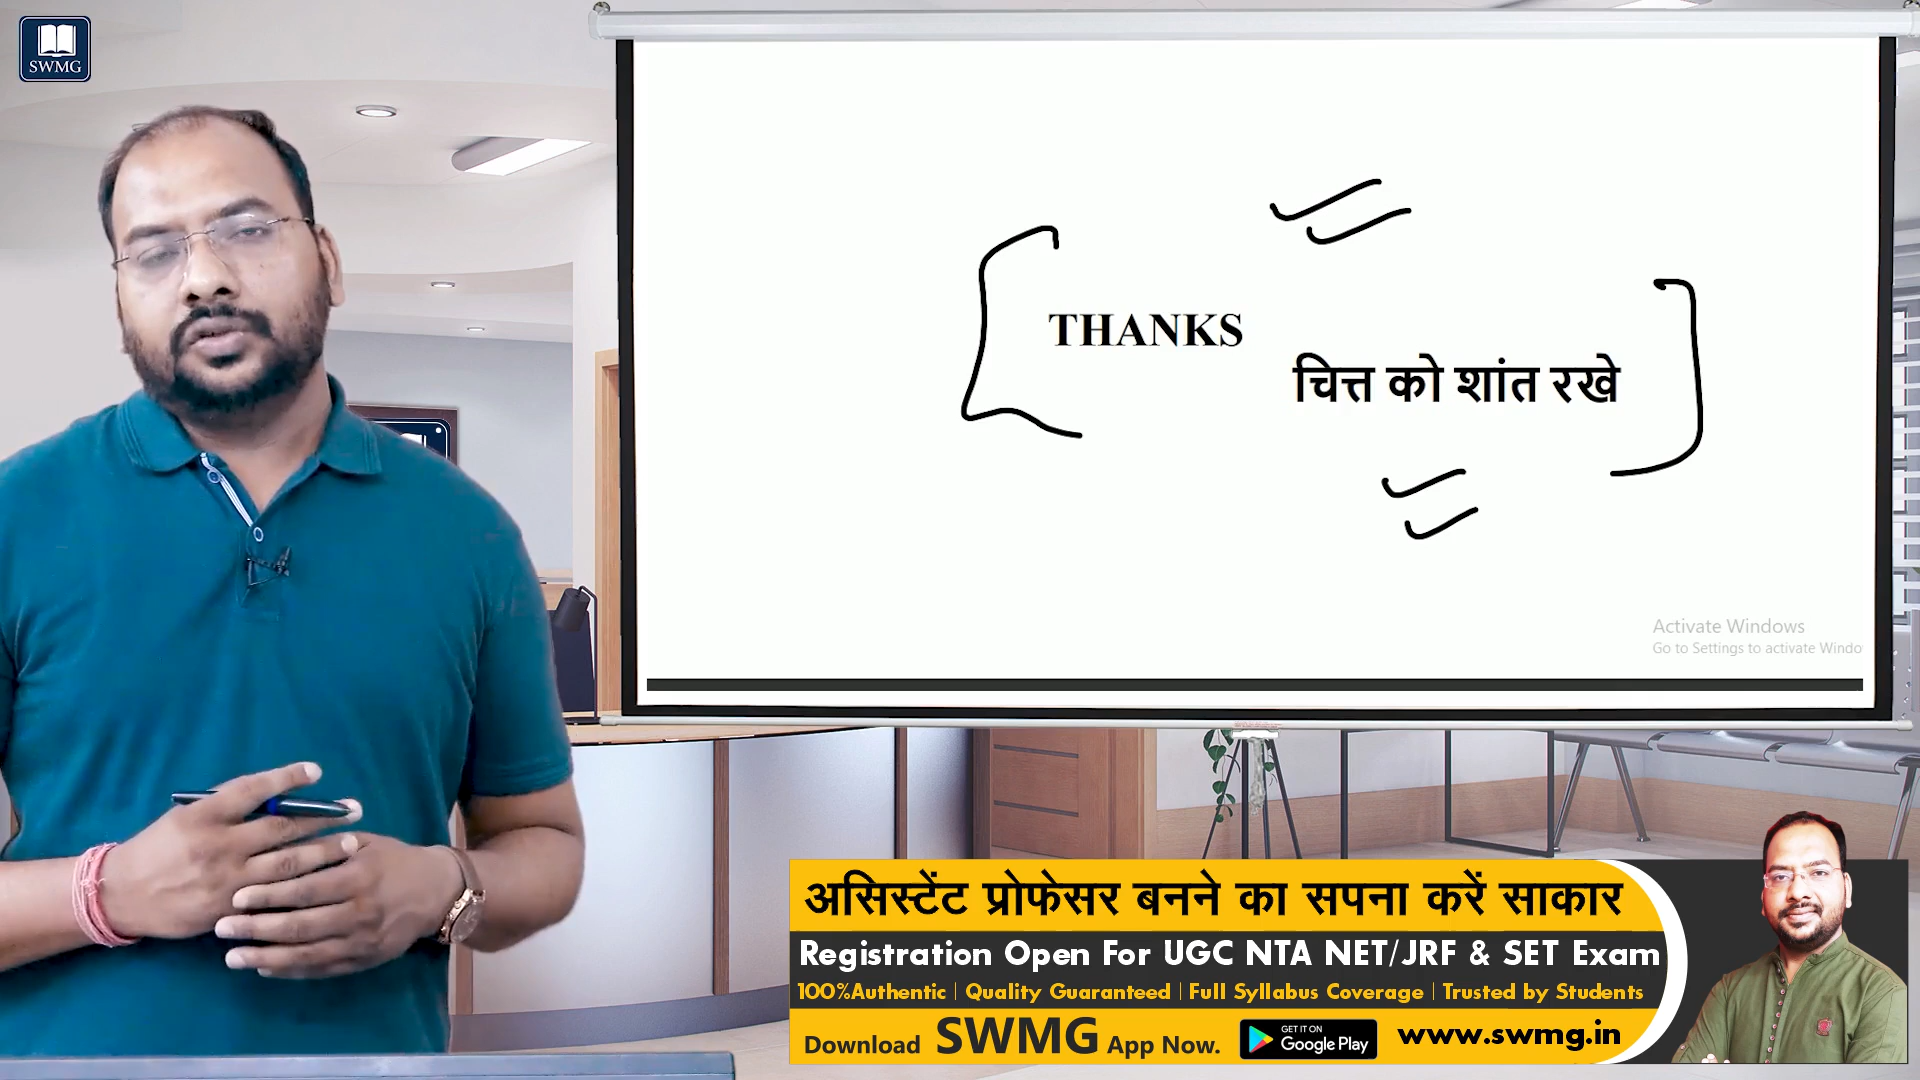 SWMG
THANKS
चित्त को शांत रखे
Activate Windows
Go to Settings to activate Windo
असिस्टेंट प्रोफेसर बनने का सपना करें साकार
Registration Open For UGC NTA NET/JRF & SET Exam
100%Authentic | Quality Guaranteed | Full Syllabus Coverage | Trusted by Students
Download SWMG App Now. GET IT ON Google Play www.swmg.in